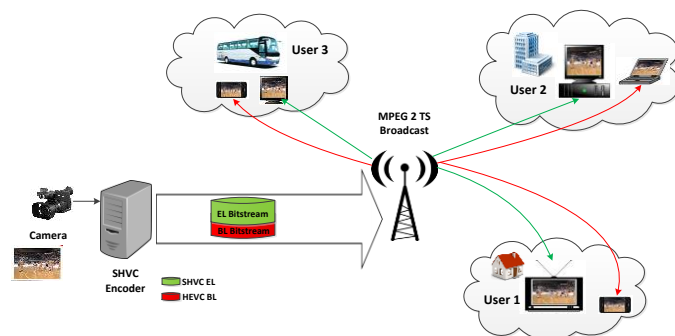 User 3
User 2
MPEG 2 TS
Broadcast
EL Bitstream
BL Bitstream
Camera
SHVC
Encoder
SHVC EL
HEVC BL
User 1